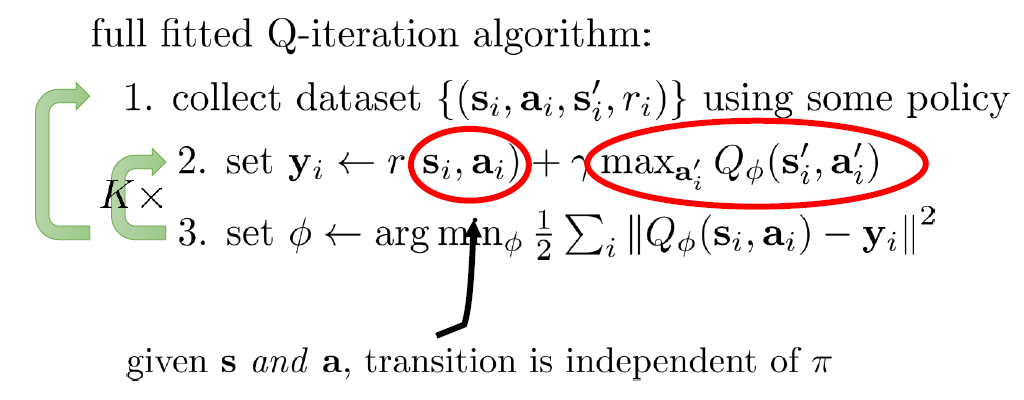 full fitted Q-iteration algorithm:
1. collect dataset {(s_i, a_i, s'_i, r_i)} using some policy
2. set y_i ← r(s_i, a_i) + γ max_{a'_i} Q_ϕ(s'_i, a'_i)
K×
3. set ϕ ← arg min_ϕ ½ ∑_i ‖Q_ϕ(s_i, a_i) − y_i‖²
given s and a, transition is independent of π